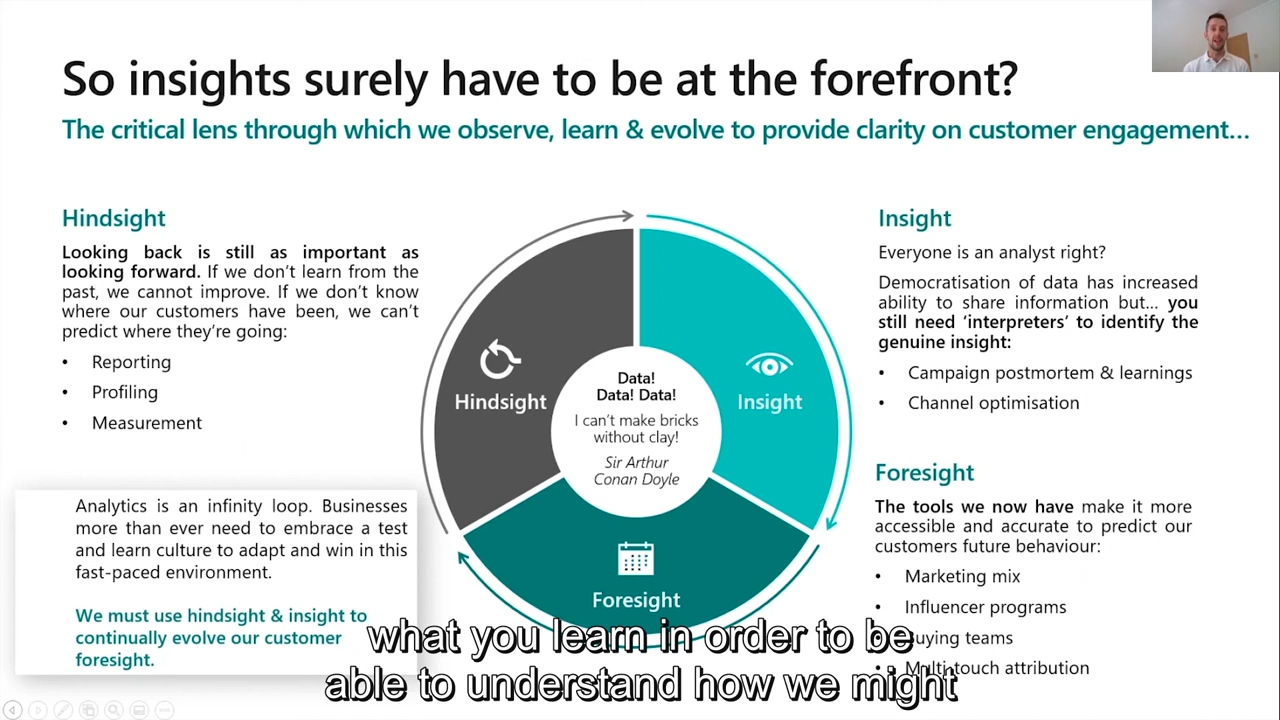 So insights surely have to be at the forefront?
The critical lens through which we observe, learn & evolve to provide clarity on customer engagement...
Hindsight
Looking back is still as important as
looking forward. If we don't learn from the
past, we cannot improve. If we don't know
where our customers have been, we can't
predict where they're going:
• Reporting
• Profiling
• Measurement
Analytics is an infinity loop. Businesses
more than ever need to embrace a test
and learn culture to adapt and win in this
fast-paced environment.
We must use hindsight & insight to
continually evolve our customer
foresight.
Hindsight
Insight
Foresight
Data!
Data! Data!
I can't make bricks
without clay!
Sir Arthur
Conan Doyle
Insight
Everyone is an analyst right?
Democratisation of data has increased
ability to share information but... you
still need 'interpreters' to identify the
genuine insight:
• Campaign postmortem & learnings
• Channel optimisation
Foresight
The tools we now have make it more
accessible and accurate to predict our
customers future behaviour:
• Marketing mix
• Influencer programs
• Buying teams
• Multi touch attribution
what you learn in order to be
able to understand how we might